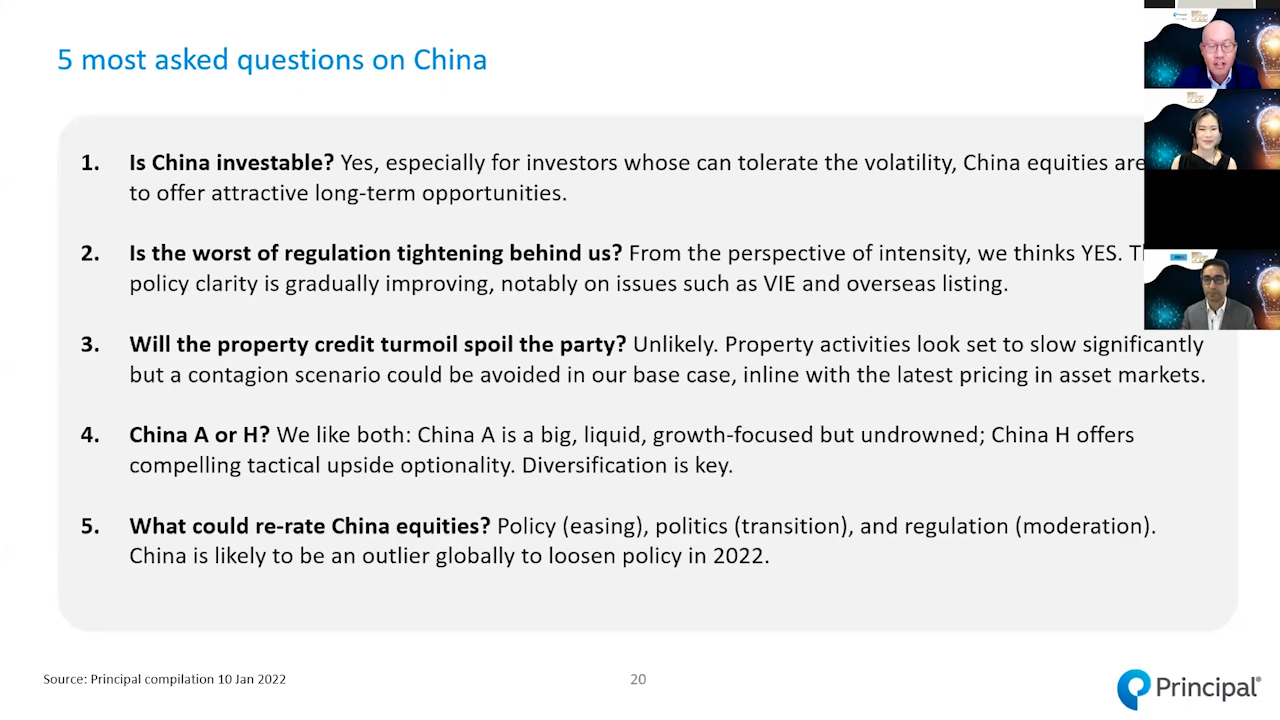 5 most asked questions on China
1. Is China investable? Yes, especially for investors whose can tolerate the volatility, China equities are
to offer attractive long-term opportunities.
2. Is the worst of regulation tightening behind us? From the perspective of intensity, we thinks YES.
policy clarity is gradually improving, notably on issues such as VIE and overseas listing.
3. Will the property credit turmoil spoil the party? Unlikely. Property activities look set to slow significantly
but a contagion scenario could be avoided in our base case, inline with the latest pricing in asset markets.
4. China A or H? We like both: China A is a big, liquid, growth-focused but undrowned; China H offers
compelling tactical upside optionality. Diversification is key.
5. What could re-rate China equities? Policy (easing), politics (transition), and regulation (moderation).
China is likely to be an outlier globally to loosen policy in 2022.
Source: Principal compilation 10 Jan 2022
20
Principal®